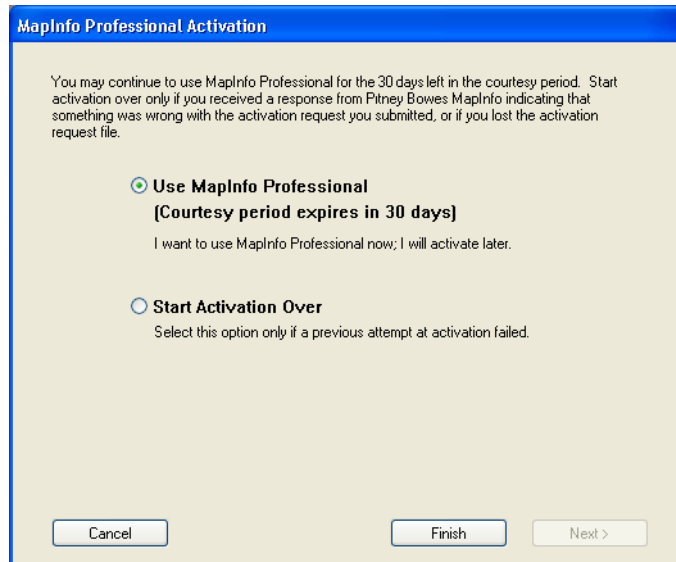 MapInfo Professional Activation
You may continue to use MapInfo Professional for the 30 days left in the courtesy period. Start
activation over only if you received a response from Pitney Bowes MapInfo indicating that
something was wrong with the activation request you submitted, or if you lost the activation
request file.
Use MapInfo Professional
(Courtesy period expires in 30 days)
I want to use MapInfo Professional now; I will activate later.
Start Activation Over
Select this option only if a previous attempt at activation failed.
Cancel Finish Next >